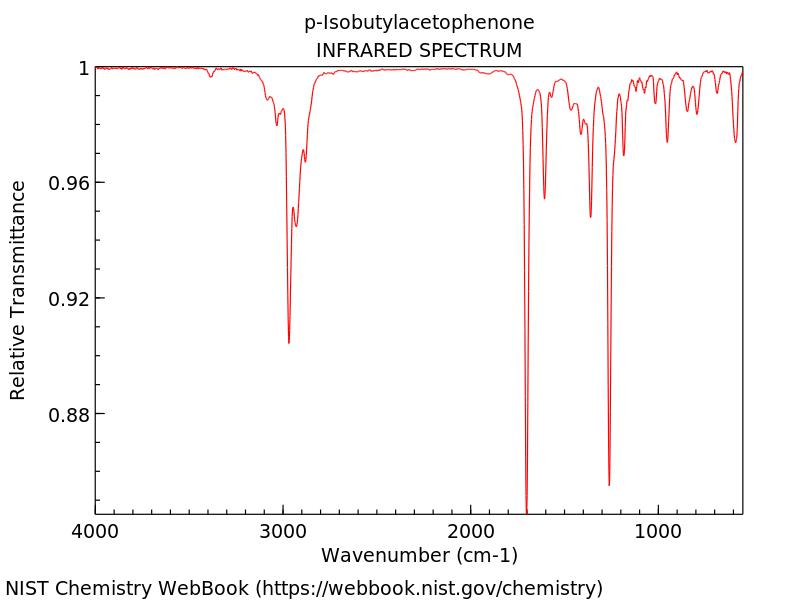 p-Isobutylacetophenone
INFRARED SPECTRUM
1
0.96
0.92
0.88
Relative Transmittance
4000 3000 2000 1000
Wavenumber (cm-1)
NIST Chemistry WebBook (https://webbook.nist.gov/chemistry)